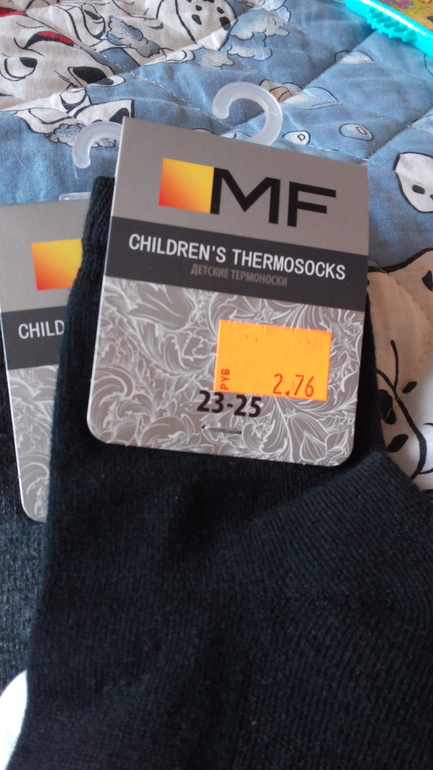 MF
CHILDREN'S THERMOSOCKS
ДЕТСКИЕ ТЕРМОНОСКИ
РУБ 2.76
23-25
CHILD